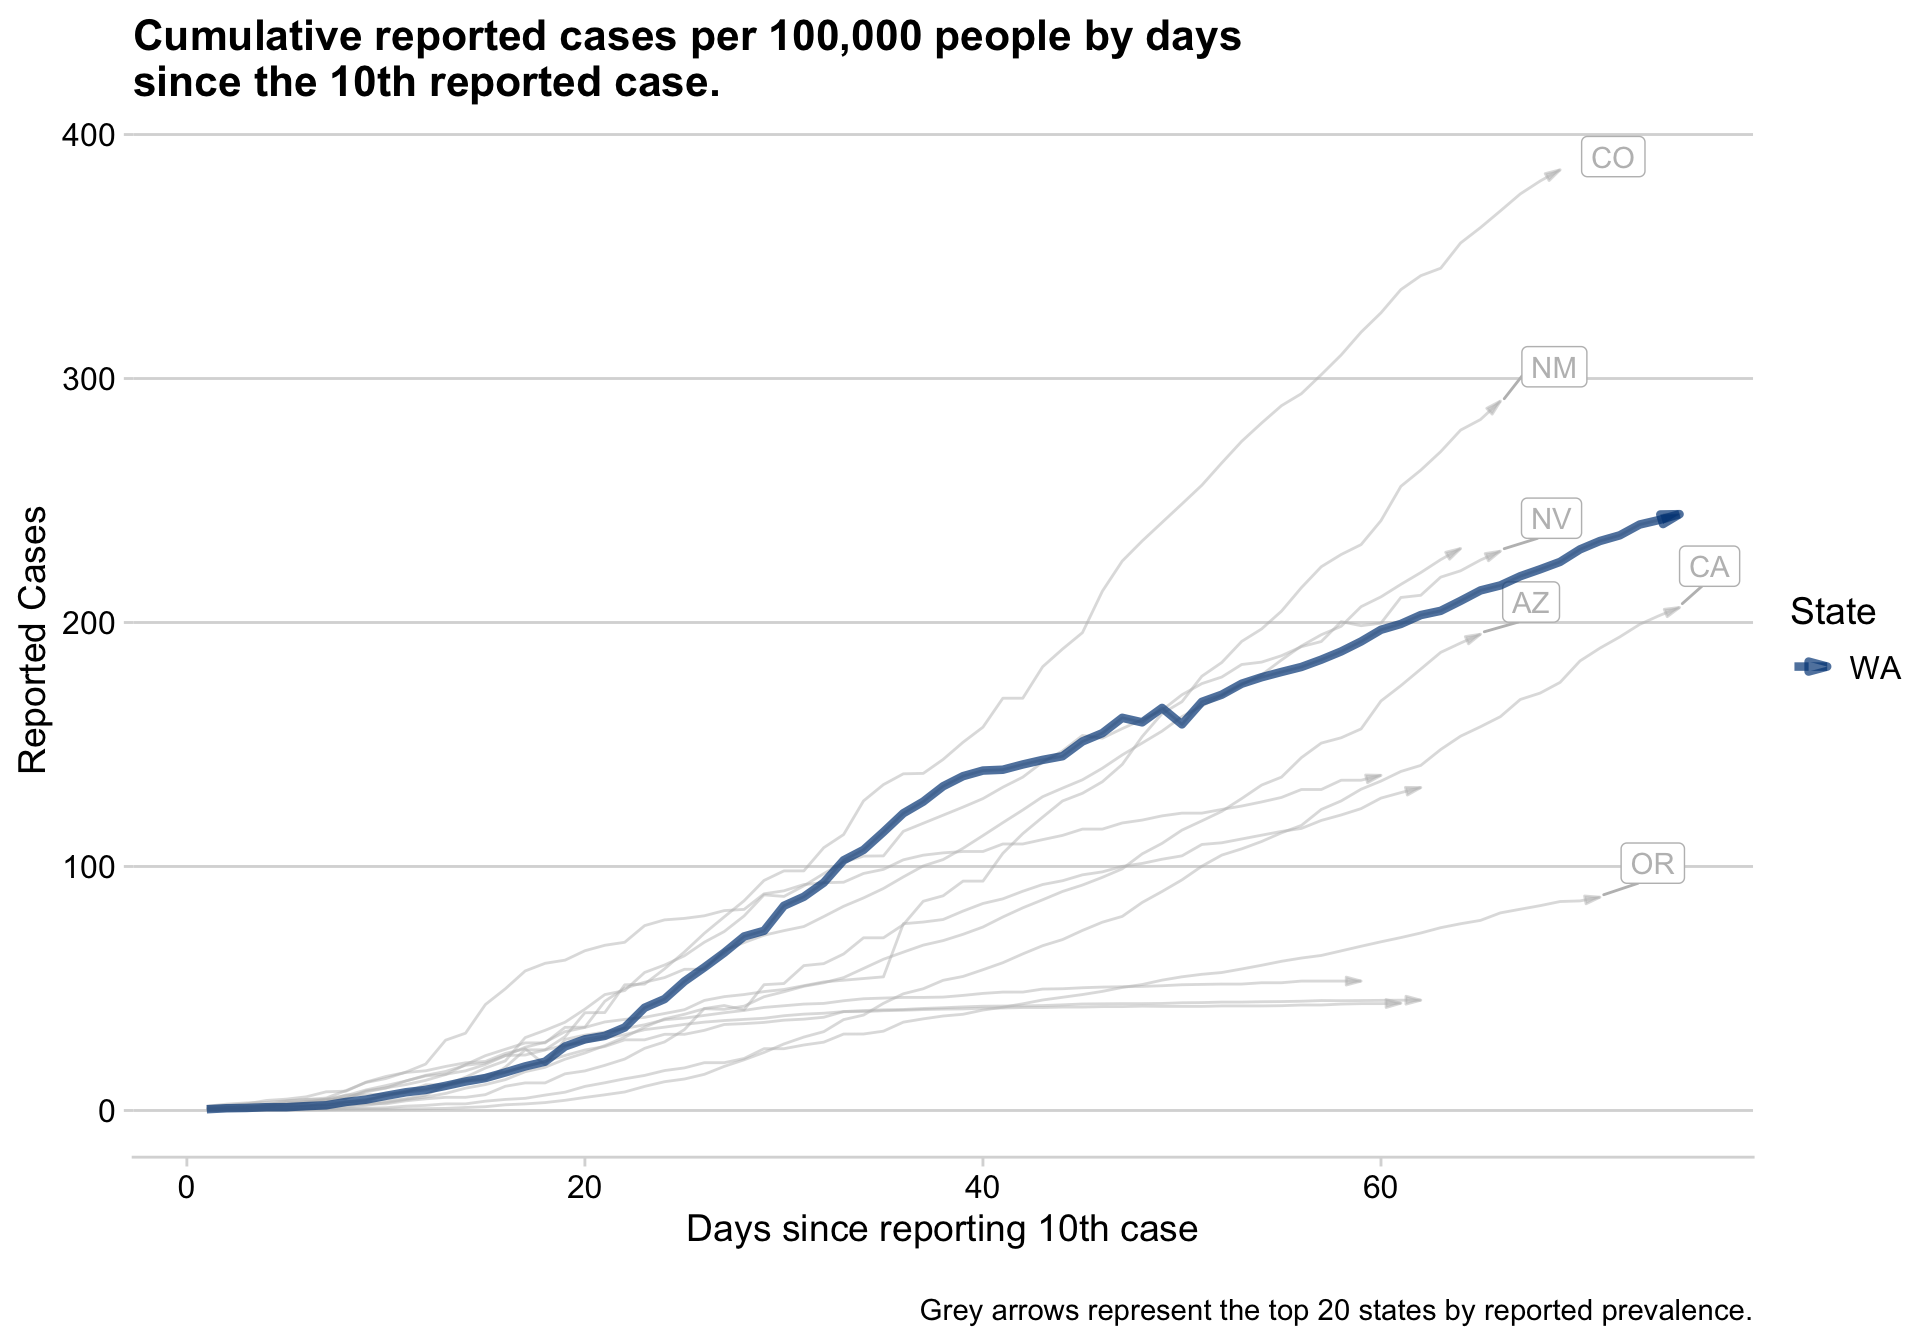 Cumulative reported cases per 100,000 people by days
since the 10th reported case.
400
300
200
100
0
Reported Cases
CO
NM
NV
CA
AZ
OR
State
WA
0
20
40
60
Days since reporting 10th case
Grey arrows represent the top 20 states by reported prevalence.